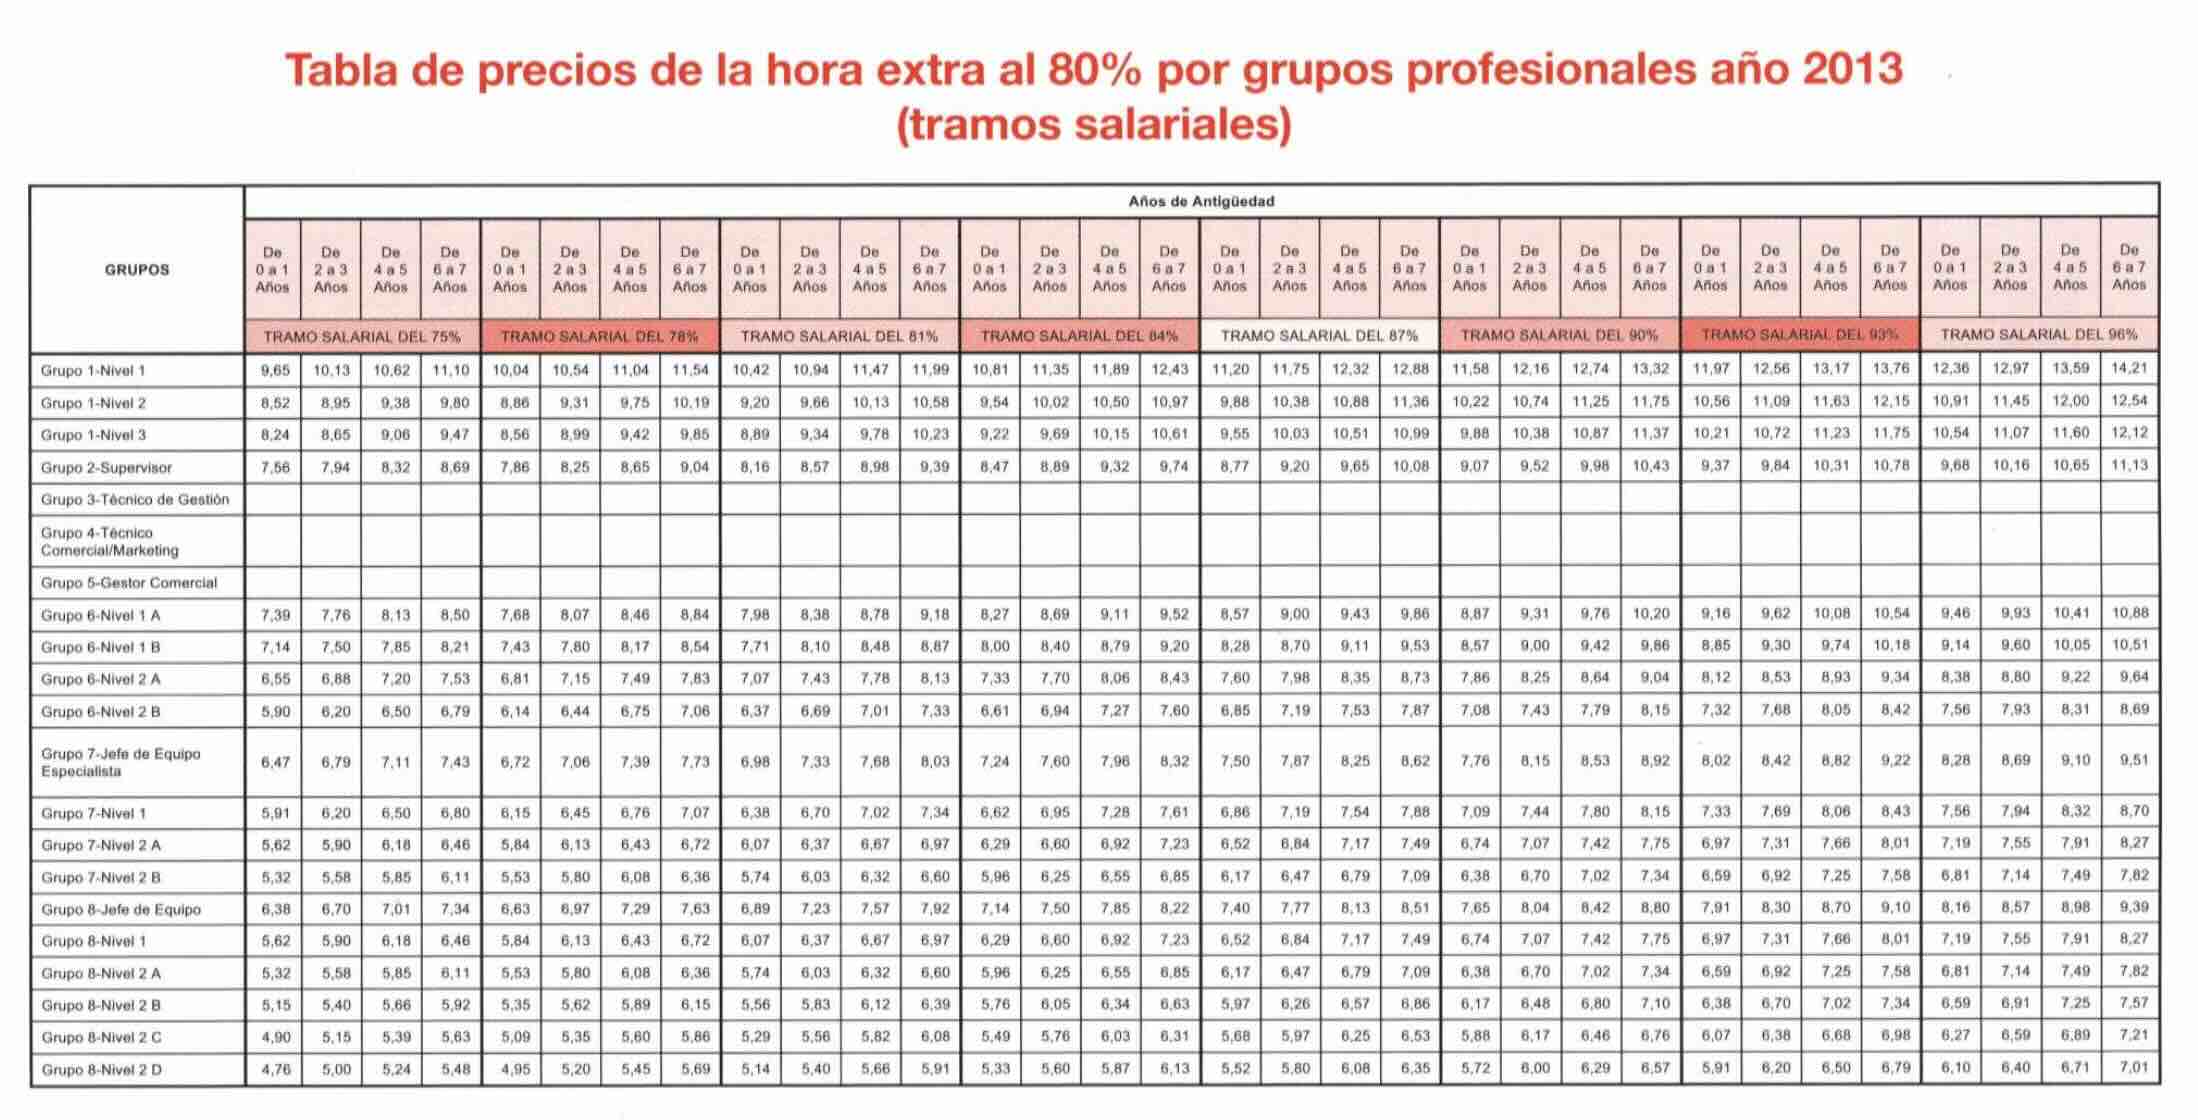 Tabla de precios de la hora extra al 80% por grupos profesionales año 2013
(tramos salariales)
GRUPOS
Años de Antigüedad
De 0 a 1 Años De 2 a 3 Años De 4 a 5 Años De 6 a 7 Años De 0 a 1 Años De 2 a 3 Años De 4 a 5 Años De 6 a 7 Años De 0 a 1 Años De 2 a 3 Años De 4 a 5 Años De 6 a 7 Años De 0 a 1 Años De 2 a 3 Años De 4 a 5 Años De 6 a 7 Años De 0 a 1 Años De 2 a 3 Años De 4 a 5 Años De 6 a 7 Años De 0 a 1 Años De 2 a 3 Años De 4 a 5 Años De 6 a 7 Años De 0 a 1 Años De 2 a 3 Años De 4 a 5 Años De 6 a 7 Años De 0 a 1 Años De 2 a 3 Años De 4 a 5 Años De 6 a 7 Años
TRAMO SALARIAL DEL 75% TRAMO SALARIAL DEL 78% TRAMO SALARIAL DEL 81% TRAMO SALARIAL DEL 84% TRAMO SALARIAL DEL 87% TRAMO SALARIAL DEL 90% TRAMO SALARIAL DEL 93% TRAMO SALARIAL DEL 96%
Grupo 1-Nivel 1 9,65 10,13 10,62 11,10 10,04 10,54 11,04 11,54 10,42 10,94 11,47 11,99 10,81 11,35 11,89 12,43 11,20 11,75 12,32 12,88 11,58 12,16 12,74 13,32 11,97 12,56 13,17 13,76 12,36 12,97 13,59 14,21
Grupo 1-Nivel 2 8,52 8,95 9,38 9,80 8,86 9,31 9,75 10,19 9,20 9,66 10,13 10,58 9,54 10,02 10,50 10,97 9,88 10,38 10,88 11,36 10,22 10,74 11,25 11,75 10,56 11,09 11,63 12,15 10,91 11,45 12,00 12,54
Grupo 1-Nivel 3 8,24 8,65 9,06 9,47 8,56 8,99 9,42 9,85 8,89 9,34 9,78 10,23 9,22 9,69 10,15 10,61 9,55 10,03 10,51 10,99 9,88 10,38 10,87 11,37 10,21 10,72 11,23 11,75 10,54 11,07 11,60 12,12
Grupo 2-Supervisor 7,56 7,94 8,32 8,69 7,86 8,25 8,65 9,04 8,16 8,57 8,98 9,39 8,47 8,89 9,32 9,74 8,77 9,20 9,65 10,08 9,07 9,52 9,98 10,43 9,37 9,84 10,31 10,78 9,68 10,16 10,65 11,13
Grupo 3-Técnico de Gestión
Grupo 4-Técnico
Comercial/Marketing
Grupo 5-Gestor Comercial
Grupo 6-Nivel 1 A 7,39 7,76 8,13 8,50 7,68 8,07 8,46 8,84 7,98 8,38 8,78 9,18 8,27 8,69 9,11 9,52 8,57 9,00 9,43 9,86 8,87 9,31 9,76 10,20 9,16 9,62 10,08 10,54 9,46 9,93 10,41 10,88
Grupo 6-Nivel 1 B 7,14 7,50 7,85 8,21 7,43 7,80 8,17 8,54 7,71 8,10 8,48 8,87 8,00 8,40 8,79 9,20 8,28 8,70 9,11 9,53 8,57 9,00 9,42 9,86 8,85 9,30 9,74 10,18 9,14 9,60 10,05 10,51
Grupo 6-Nivel 2 A 6,55 6,88 7,20 7,53 6,81 7,15 7,49 7,83 7,07 7,43 7,78 8,13 7,33 7,70 8,06 8,43 7,60 7,98 8,35 8,73 7,86 8,25 8,64 9,04 8,12 8,53 8,93 9,34 8,38 8,80 9,22 9,64
Grupo 6-Nivel 2 B 5,90 6,20 6,50 6,79 6,14 6,44 6,75 7,06 6,37 6,69 7,01 7,33 6,61 6,94 7,27 7,60 6,85 7,19 7,53 7,87 7,08 7,43 7,79 8,15 7,32 7,68 8,05 8,42 7,56 7,93 8,31 8,69
Grupo 7-Jefe de Equipo
Especialista 6,47 6,79 7,11 7,43 6,72 7,06 7,39 7,73 6,98 7,33 7,68 8,03 7,24 7,60 7,96 8,32 7,50 7,87 8,25 8,62 7,76 8,15 8,53 8,92 8,02 8,42 8,82 9,22 8,28 8,69 9,10 9,51
Grupo 7-Nivel 1 5,91 6,20 6,50 6,80 6,15 6,45 6,76 7,07 6,38 6,70 7,02 7,34 6,62 6,95 7,28 7,61 6,86 7,19 7,54 7,88 7,09 7,44 7,80 8,15 7,33 7,69 8,06 8,43 7,56 7,94 8,32 8,70
Grupo 7-Nivel 2 A 5,62 5,90 6,18 6,46 5,84 6,13 6,43 6,72 6,07 6,37 6,67 6,97 6,29 6,60 6,92 7,23 6,52 6,84 7,17 7,49 6,74 7,07 7,42 7,75 6,97 7,31 7,66 8,01 7,19 7,55 7,91 8,27
Grupo 7-Nivel 2 B 5,32 5,58 5,85 6,11 5,53 5,80 6,08 6,36 5,74 6,03 6,32 6,60 5,96 6,25 6,55 6,85 6,17 6,47 6,79 7,09 6,38 6,70 7,02 7,34 6,59 6,92 7,25 7,58 6,81 7,14 7,49 7,82
Grupo 8-Jefe de Equipo 6,38 6,70 7,01 7,34 6,63 6,97 7,29 7,63 6,89 7,23 7,57 7,92 7,14 7,50 7,85 8,22 7,40 7,77 8,13 8,51 7,65 8,04 8,42 8,80 7,91 8,30 8,70 9,10 8,16 8,57 8,98 9,39
Grupo 8-Nivel 1 5,62 5,90 6,18 6,46 5,84 6,13 6,43 6,72 6,07 6,37 6,67 6,97 6,29 6,60 6,92 7,23 6,52 6,84 7,17 7,49 6,74 7,07 7,42 7,75 6,97 7,31 7,66 8,01 7,19 7,55 7,91 8,27
Grupo 8-Nivel 2 A 5,32 5,58 5,85 6,11 5,53 5,80 6,08 6,36 5,74 6,03 6,32 6,60 5,96 6,25 6,55 6,85 6,17 6,47 6,79 7,09 6,38 6,70 7,02 7,34 6,59 6,92 7,25 7,58 6,81 7,14 7,49 7,82
Grupo 8-Nivel 2 B 5,15 5,40 5,66 5,92 5,35 5,62 5,89 6,15 5,56 5,83 6,12 6,39 5,76 6,05 6,34 6,63 5,97 6,26 6,57 6,86 6,17 6,48 6,80 7,10 6,38 6,70 7,02 7,34 6,59 6,91 7,25 7,57
Grupo 8-Nivel 2 C 4,90 5,15 5,39 5,63 5,09 5,35 5,60 5,86 5,29 5,56 5,82 6,08 5,49 5,76 6,03 6,31 5,68 5,97 6,25 6,53 5,88 6,17 6,46 6,76 6,07 6,38 6,68 6,98 6,27 6,59 6,89 7,21
Grupo 8-Nivel 2 D 4,76 5,00 5,24 5,48 4,95 5,20 5,45 5,69 5,14 5,40 5,66 5,91 5,33 5,60 5,87 6,13 5,52 5,80 6,08 6,35 5,72 6,00 6,29 6,57 5,91 6,20 6,50 6,79 6,10 6,40 6,71 7,01